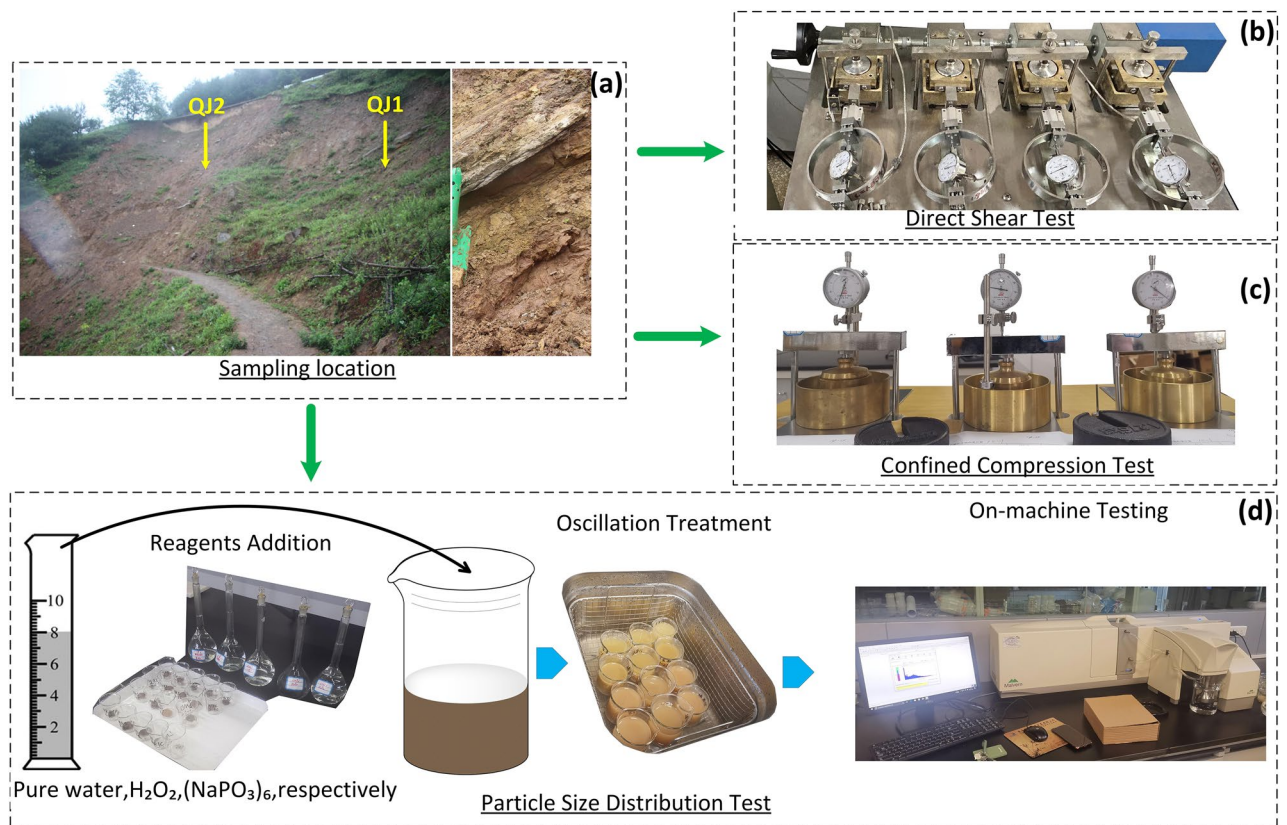 (a)
QJ2
QJ1
Sampling location
(b)
Direct Shear Test
(c)
Confined Compression Test
(d)
Reagents Addition
Oscillation Treatment
On-machine Testing
10
8
6
4
2
Pure water,H₂O₂,(NaPO₃)₆,respectively
Particle Size Distribution Test